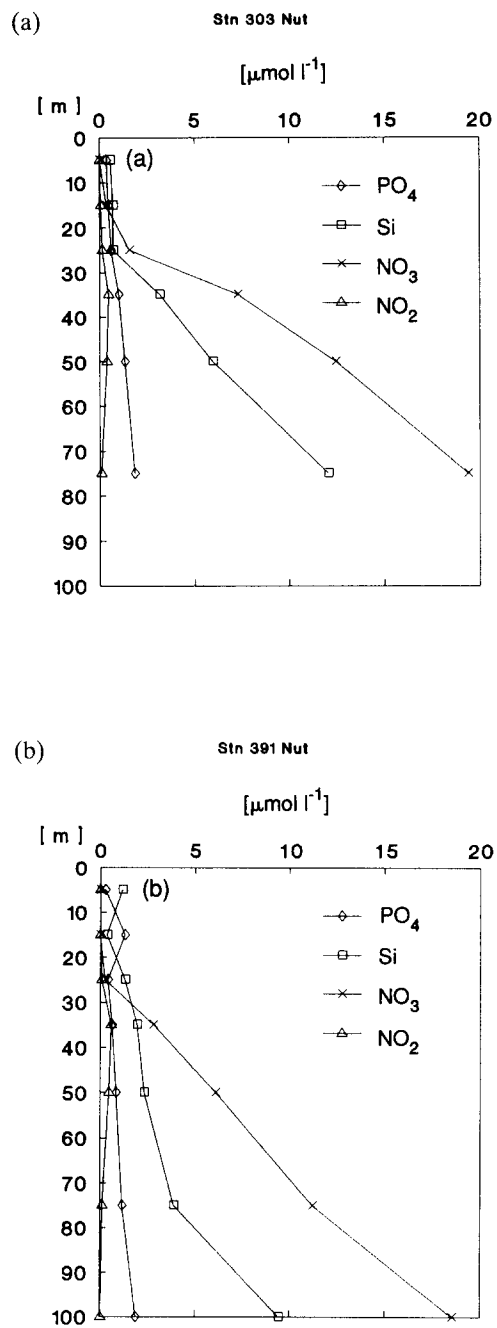 (a)
Stn 303 Nut
[μmol l⁻¹]
[ m ] 0 5 10 15 20
0
10
20
30
40
50
60
70
80
90
100
(a)
PO₄
Si
NO₃
NO₂
(b)
Stn 391 Nut
[μmol l⁻¹]
[ m ] 0 5 10 15 20
0
10
20
30
40
50
60
70
80
90
100
(b)
PO₄
Si
NO₃
NO₂